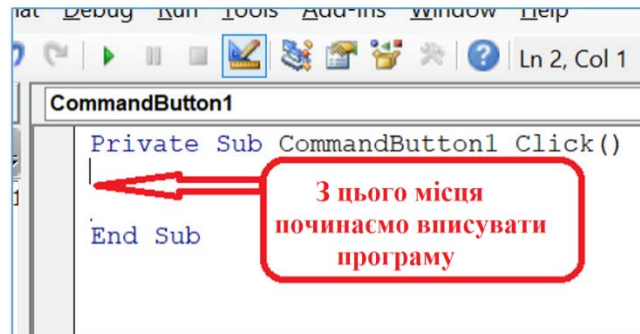 Debug Run Tools Add-Ins Window Help
Ln 2, Col 1
CommandButton1
Private Sub CommandButton1 Click()
З цього місця
починаємо вписувати
програму
End Sub